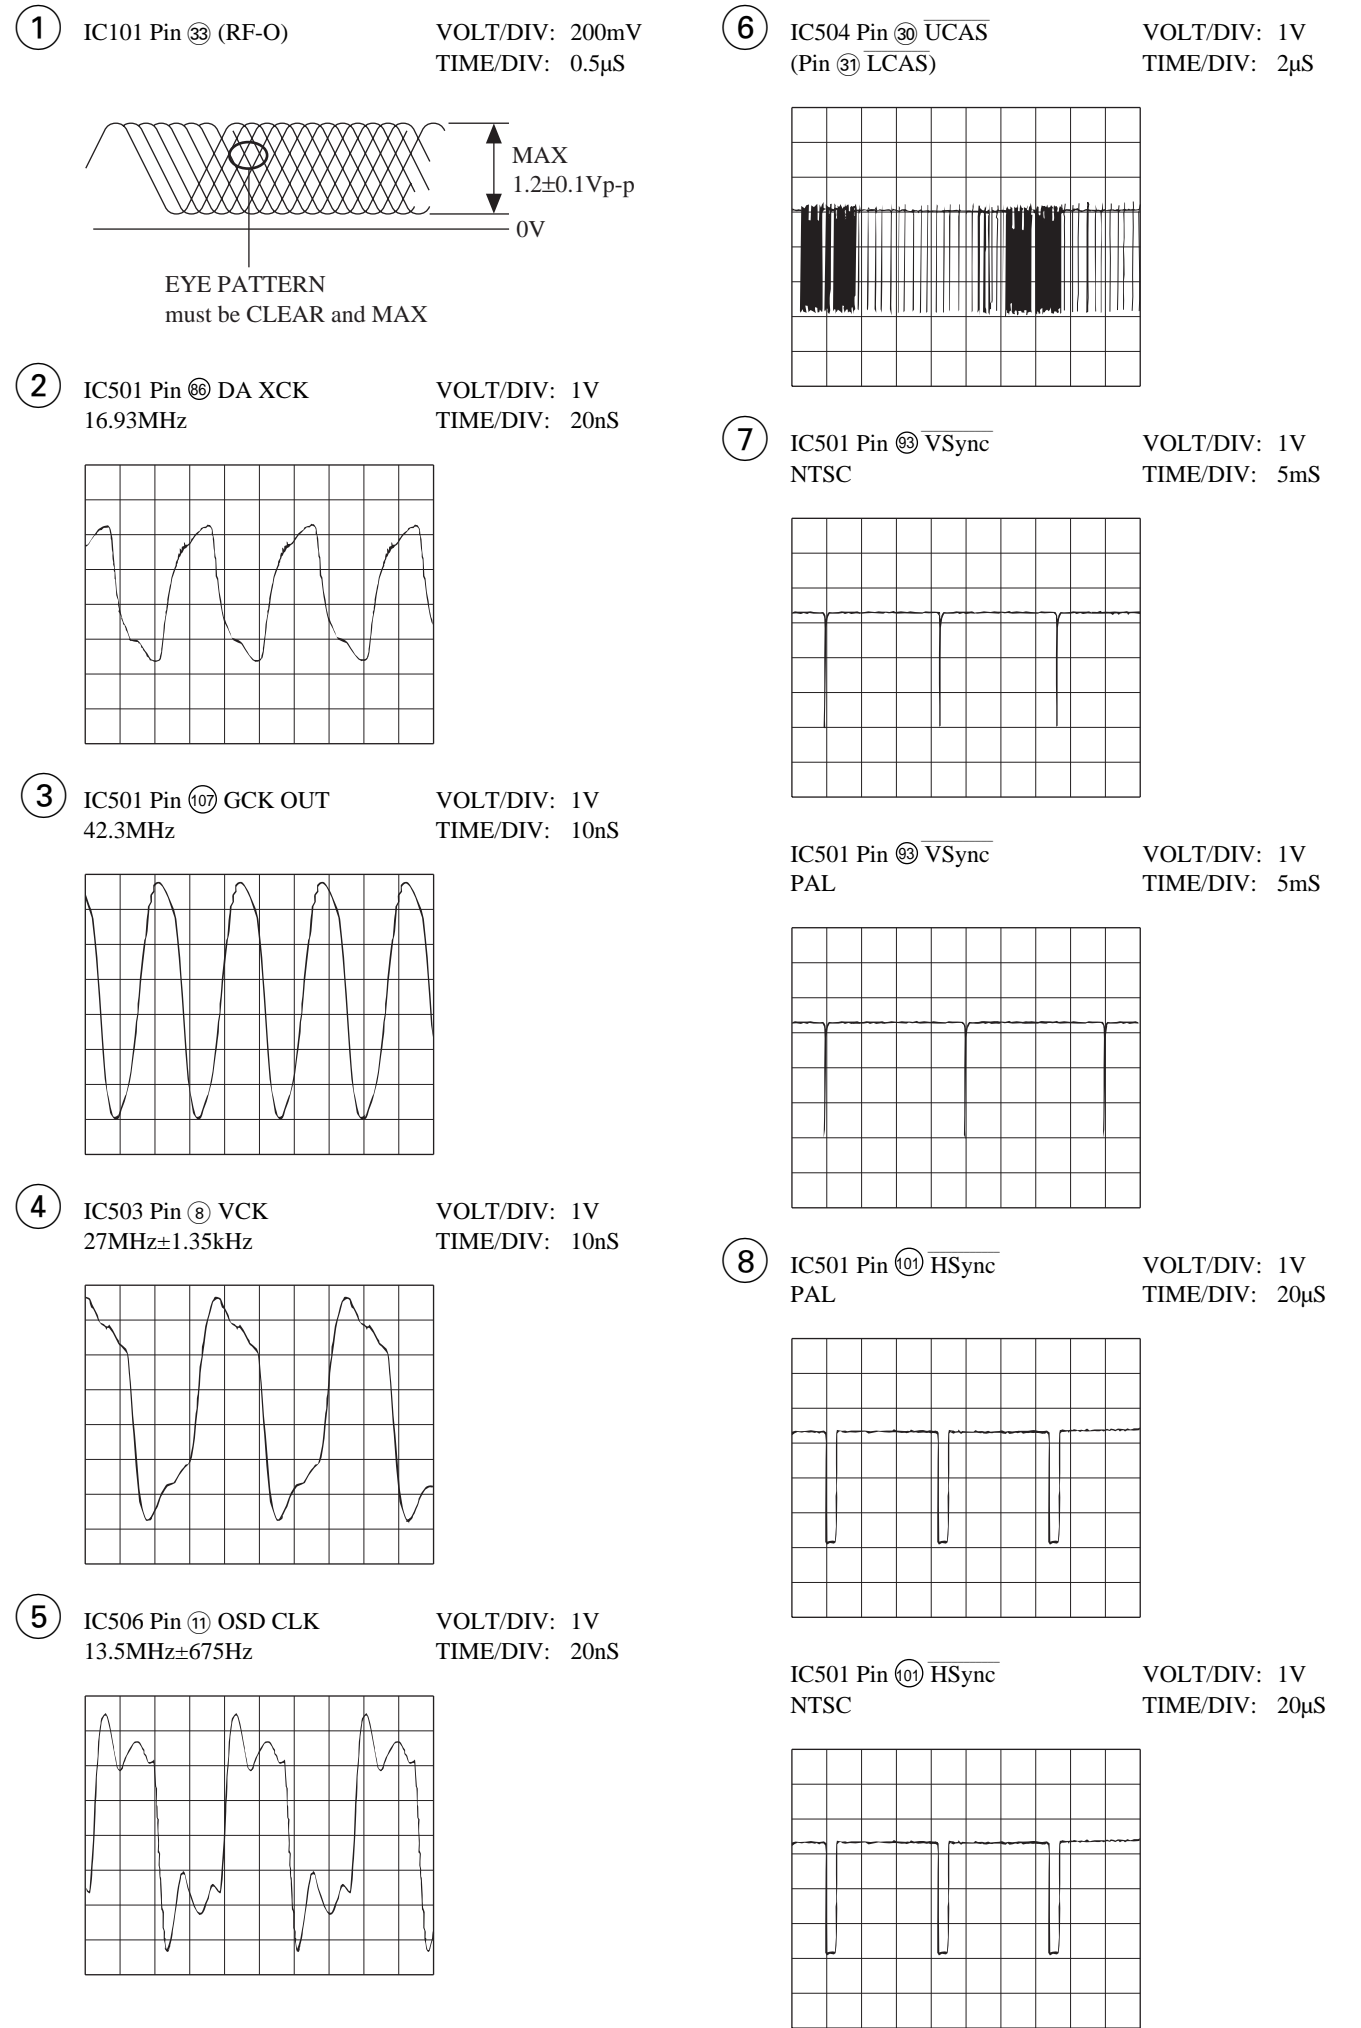 ① IC101 Pin ㉝ (RF-O) VOLT/DIV: 200mV
TIME/DIV: 0.5µS
MAX
1.2±0.1Vp-p
0V
EYE PATTERN
must be CLEAR and MAX
② IC501 Pin 86 DA XCK VOLT/DIV: 1V
16.93MHz TIME/DIV: 20nS
③ IC501 Pin 107 GCK OUT VOLT/DIV: 1V
42.3MHz TIME/DIV: 10nS
④ IC503 Pin ⑧ VCK VOLT/DIV: 1V
27MHz±1.35kHz TIME/DIV: 10nS
⑤ IC506 Pin ⑪ OSD CLK VOLT/DIV: 1V
13.5MHz±675Hz TIME/DIV: 20nS
⑥ IC504 Pin ㉚ UCAS VOLT/DIV: 1V
(Pin ㉛ LCAS) TIME/DIV: 2µS
⑦ IC501 Pin 93 VSync VOLT/DIV: 1V
NTSC TIME/DIV: 5mS
IC501 Pin 93 VSync VOLT/DIV: 1V
PAL TIME/DIV: 5mS
⑧ IC501 Pin 101 HSync VOLT/DIV: 1V
PAL TIME/DIV: 20µS
IC501 Pin 101 HSync VOLT/DIV: 1V
NTSC TIME/DIV: 20µS